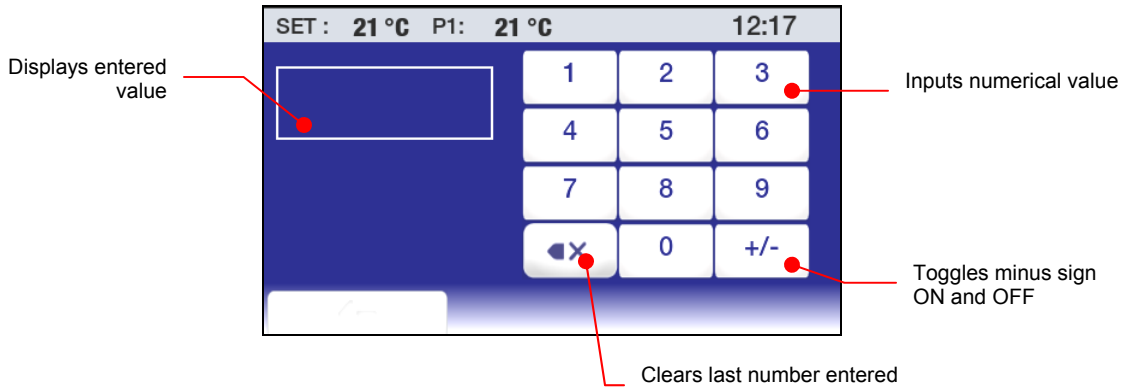 SET : 21 °C P1: 21 °C 12:17
Displays entered
value
1 2 3
Inputs numerical value
4 5 6
7 8 9
0 +/-
Toggles minus sign
ON and OFF
Clears last number entered